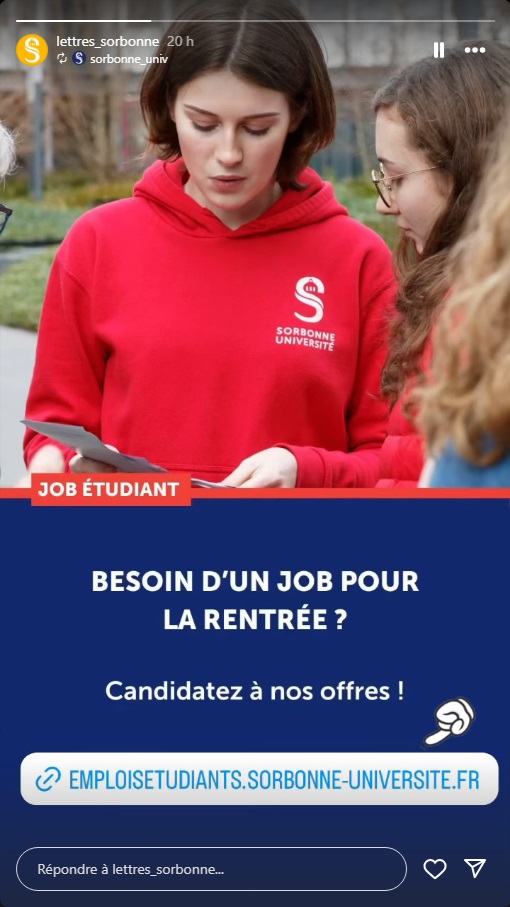 lettres_sorbonne 20 h
sorbonne_univ
SORBONNE
UNIVERSITÉ
JOB ÉTUDIANT
BESOIN D’UN JOB POUR
LA RENTRÉE ?
Candidatez à nos offres !
EMPLOISETUDIANTS.SORBONNE-UNIVERSITE.FR
Répondre à lettres_sorbonne...